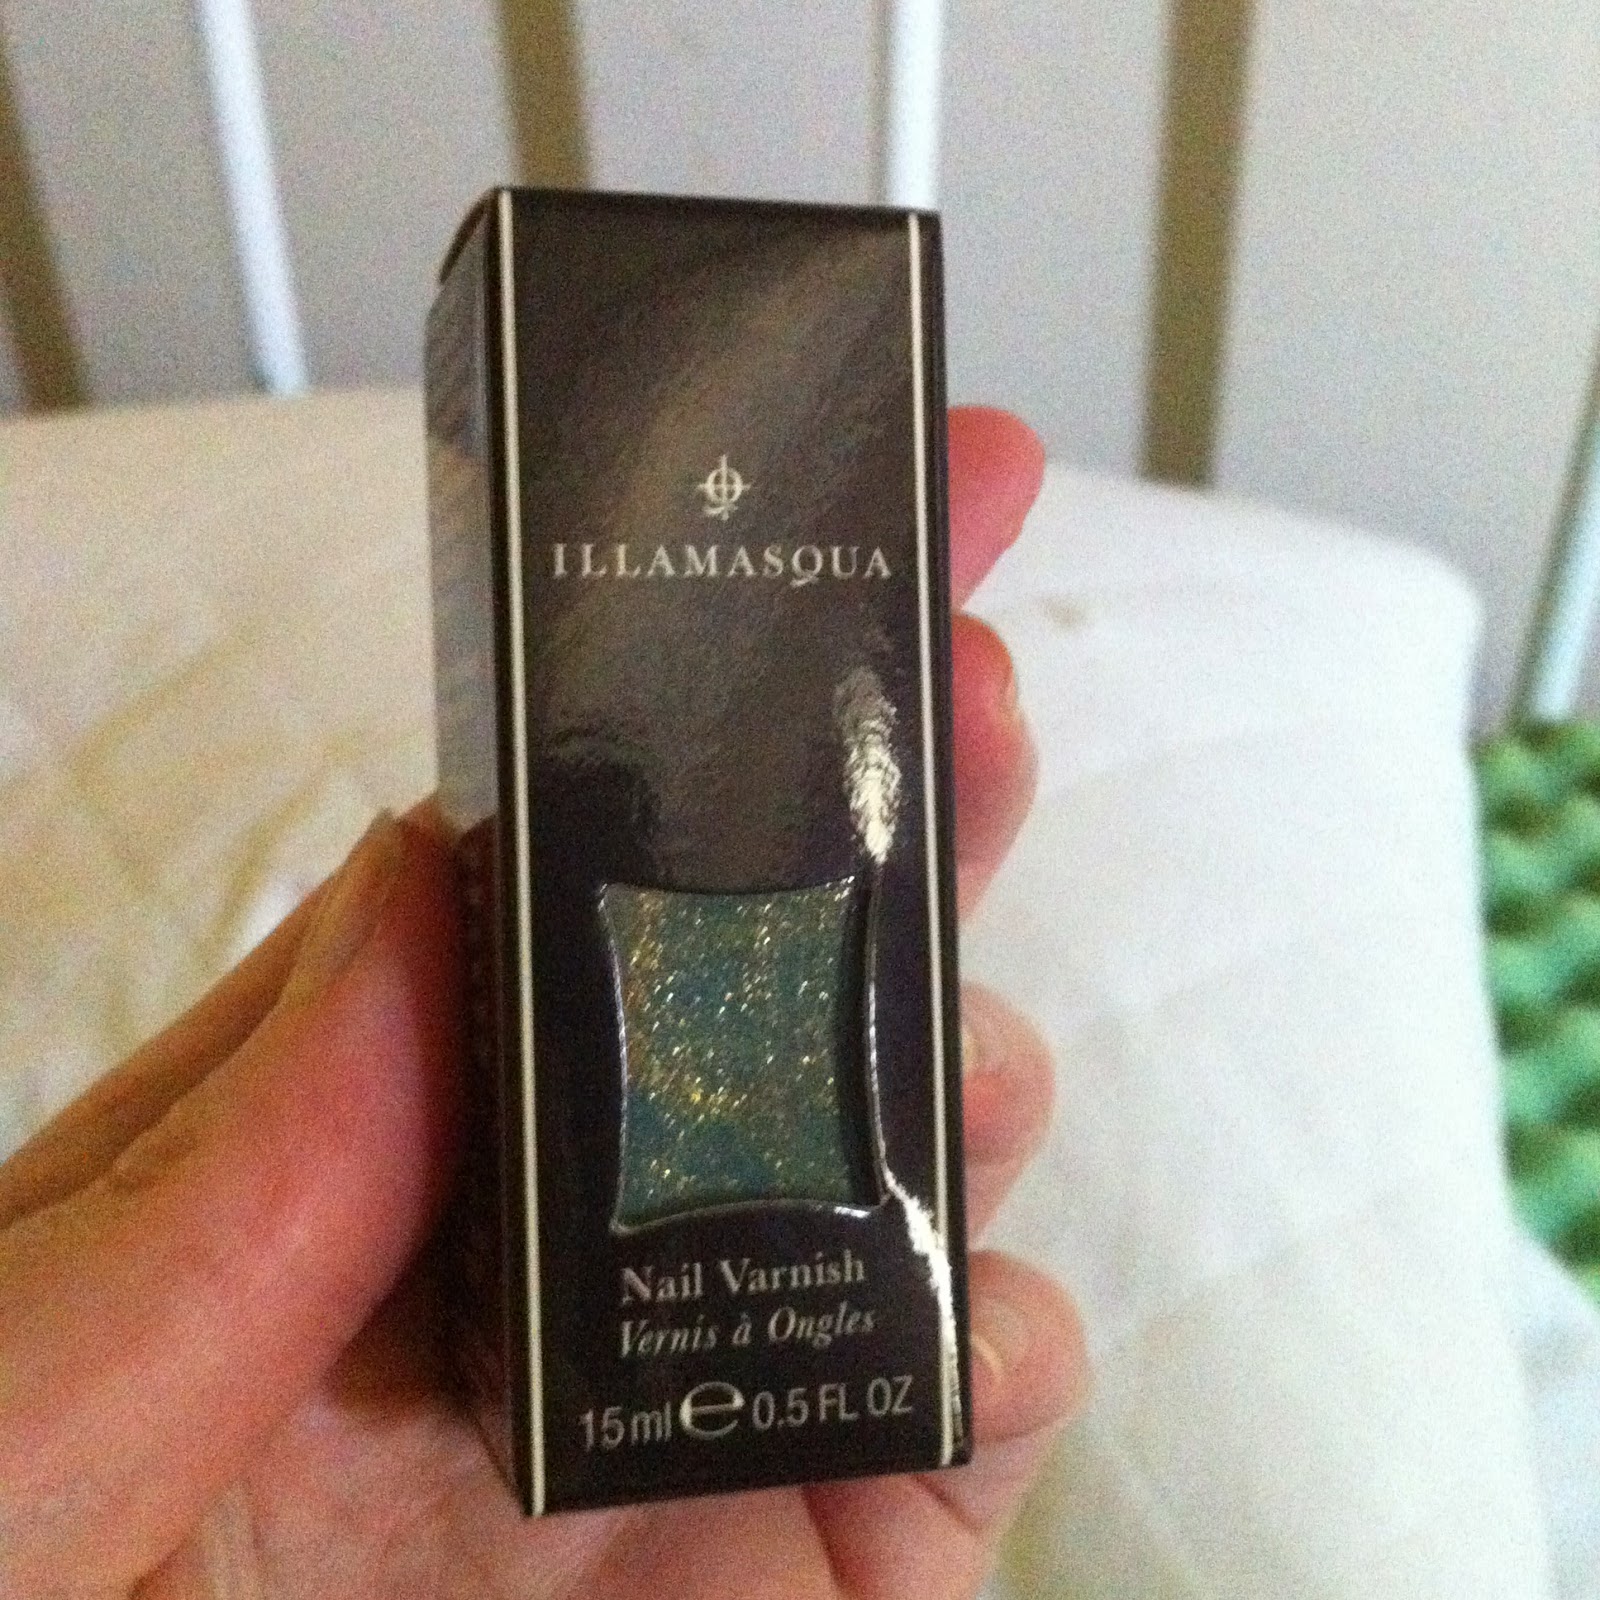 ILLAMASQUA
Nail Varnish
Vernis à Ongles
15ml ℮ 0.5 FL OZ